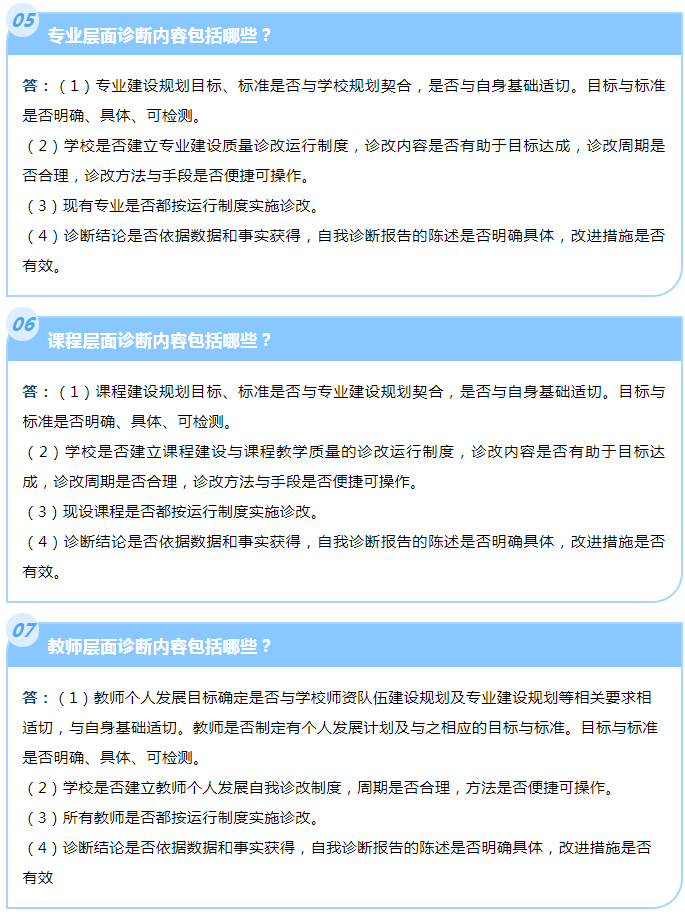 05
专业层面诊断内容包括哪些？
答：（1）专业建设规划目标、标准是否与学校规划契合，是否与自身基础适切。目标与标准
是否明确、具体、可检测。
（2）学校是否建立专业建设质量诊改运行制度，诊改内容是否有助于目标达成，诊改周期是
否合理，诊改方法与手段是否便捷可操作。
（3）现有专业是否都按运行制度实施诊改。
（4）诊断结论是否依据数据和事实获得，自我诊断报告的陈述是否明确具体，改进措施是否
有效。
06
课程层面诊断内容包括哪些？
答：（1）课程建设规划目标、标准是否与专业建设规划契合，是否与自身基础适切。目标与
标准是否明确、具体、可检测。
（2）学校是否建立课程建设与课程教学质量的诊改运行制度，诊改内容是否有助于目标达
成，诊改周期是否合理，诊改方法与手段是否便捷可操作。
（3）现设课程是否都按运行制度实施诊改。
（4）诊断结论是否依据数据和事实获得，自我诊断报告的陈述是否明确具体，改进措施是否
有效。
07
教师层面诊断内容包括哪些？
答：（1）教师个人发展目标确定是否与学校师资队伍建设规划及专业建设规划等相关要求相
适切，与自身基础适切。教师是否制定有个人发展计划及与之相应的目标与标准。目标与标准
是否明确、具体、可检测。
（2）学校是否建立教师个人发展自我诊改制度，周期是否合理，方法是否便捷可操作。
（3）所有教师是否都按运行制度实施诊改。
（4）诊断结论是否依据数据和事实获得，自我诊断报告的陈述是否明确具体，改进措施是否
有效